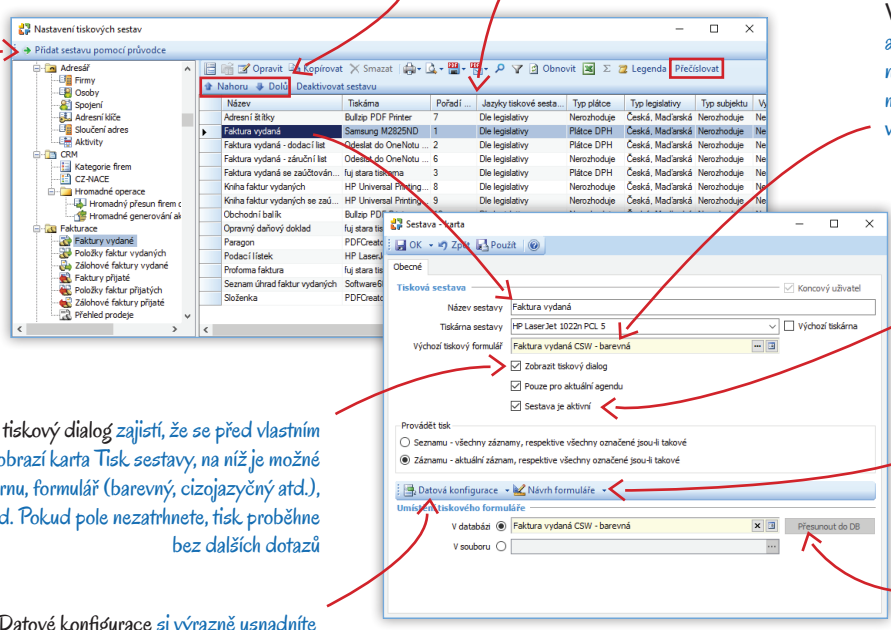 Nastavení tiskových sestav
Přidat sestavu pomocí průvodce
Adresář
Firmy
Osoby
Spojení
Adresní klíče
Sloučení adres
Aktivity
CRM
Kategorie firem
CZ-NACE
Hromadné operace
Hromadný přesun firem
Hromadné generování
Fakturace
Faktury vydané
Položky faktur vydaných
Zálohové faktury vydané
Faktury přijaté
Položky faktur přijatých
Zálohové faktury přijaté
Přehled prodeje
Opravit Kopírovat Smazat Obnovit Σ Legenda Přečíslovat
Nahoru Dolů Deaktivovat sestavu
Název Tiskárna Pořadí ... Jazyky tiskové sesta... Typ plátce Typ legislativy Typ subjektu
Adresní štítky Bullzip PDF Printer 7 Dle legislativy Nerozhoduje Česká, Maďarská Nerozhoduje Ne
Faktura vydaná Samsung M2825ND 1 Dle legislativy Plátce DPH Česká, Maďarská Nerozhoduje Ne
Faktura vydaná - dodací list Odeslat do OneNotu ... 2 Dle legislativy Plátce DPH Česká, Maďarská Nerozhoduje Ne
Faktura vydaná - záruční list Odeslat do OneNotu ... 6 Dle legislativy Nerozhoduje Česká, Maďarská Nerozhoduje Ne
Faktura vydaná se zaúčtován... fuj stara tiskarna 3 Dle legislativy Plátce DPH Česká, Maďarská Nerozhoduje Ne
Kniha faktur vydaných HP Universal Printing... 8 Dle legislativy Nerozhoduje Česká, Maďarská Nerozhoduje Ne
Kniha faktur vydaných se zaú... HP Universal Printing... 9 Dle legislativy Nerozhoduje Česká, Maďarská Nerozhoduje Ne
Obchodní balík Bullzip
Opravný daňový doklad fuj stara
Paragon PDFCreato
Podací lístek HP LaserJ
Proforma faktura fuj stara tis
Seznam úhrad faktur vydaných Software6
Složenka PDFCreato
Sestava - karta
OK Zpět Použít
Obecné
Tisková sestava Koncový uživatel
Název sestavy Faktura vydaná
Tiskárna sestavy HP LaserJet 1022n PCL 5 Výchozí tiskárna
Výchozí tiskový formulář Faktura vydaná CSW - barevná
Zobrazit tiskový dialog
Pouze pro aktuální agendu
Sestava je aktivní
Provádět tisk
Seznamu - všechny záznamy, respektive všechny označené jsou-li takové
Záznamu - aktuální záznam, respektive všechny označené jsou-li takové
Datová konfigurace Návrh formuláře
Umístění tiskového formuláře
V databázi Faktura vydaná CSW - barevná Přesunout do DB
V souboru
tiskový dialog zajistí, že se před vlastním
obrazí karta Tisk sestavy, na níž je možné
rnu, formulář (barevný, cizojazyčný atd.),
d. Pokud pole nezatrhnete, tisk proběhne
bez dalších dotazů
Datové konfigurace si výrazně usnadníte